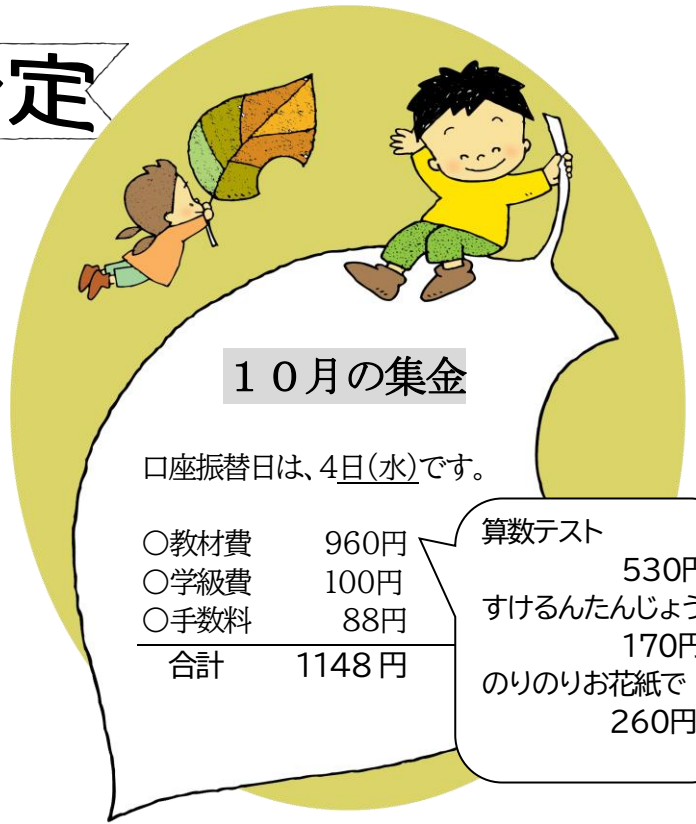 定
１０月の集金
口座振替日は、4日(水)です。
〇教材費 960円
〇学級費 100円
〇手数料 88円
合計 1148円
算数テスト
530円
すけるんたんじょう
170円
のりのりお花紙で
260円